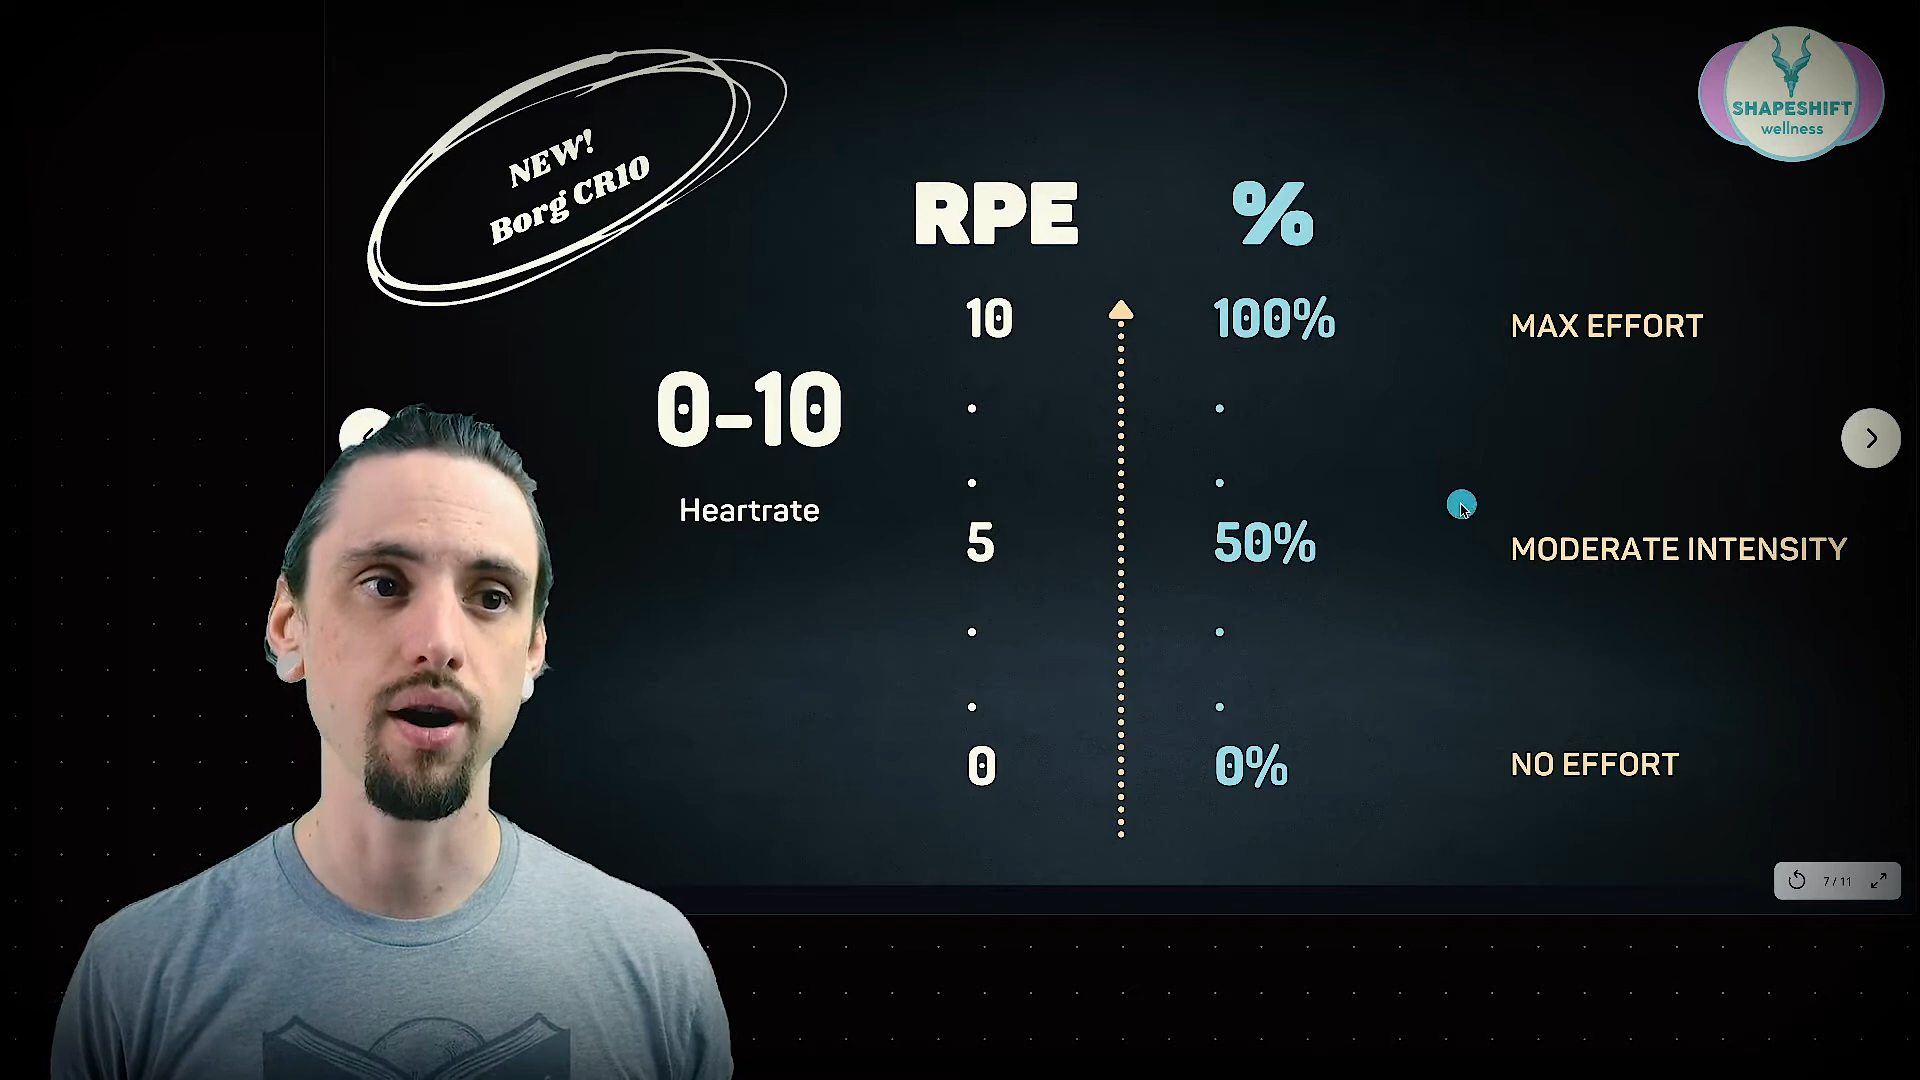 NEW!
Borg CR10
SHAPESHIFT
wellness
RPE %
10 100% MAX EFFORT
0-10
Heartrate
5 50% MODERATE INTENSITY
0 0% NO EFFORT
7 / 11